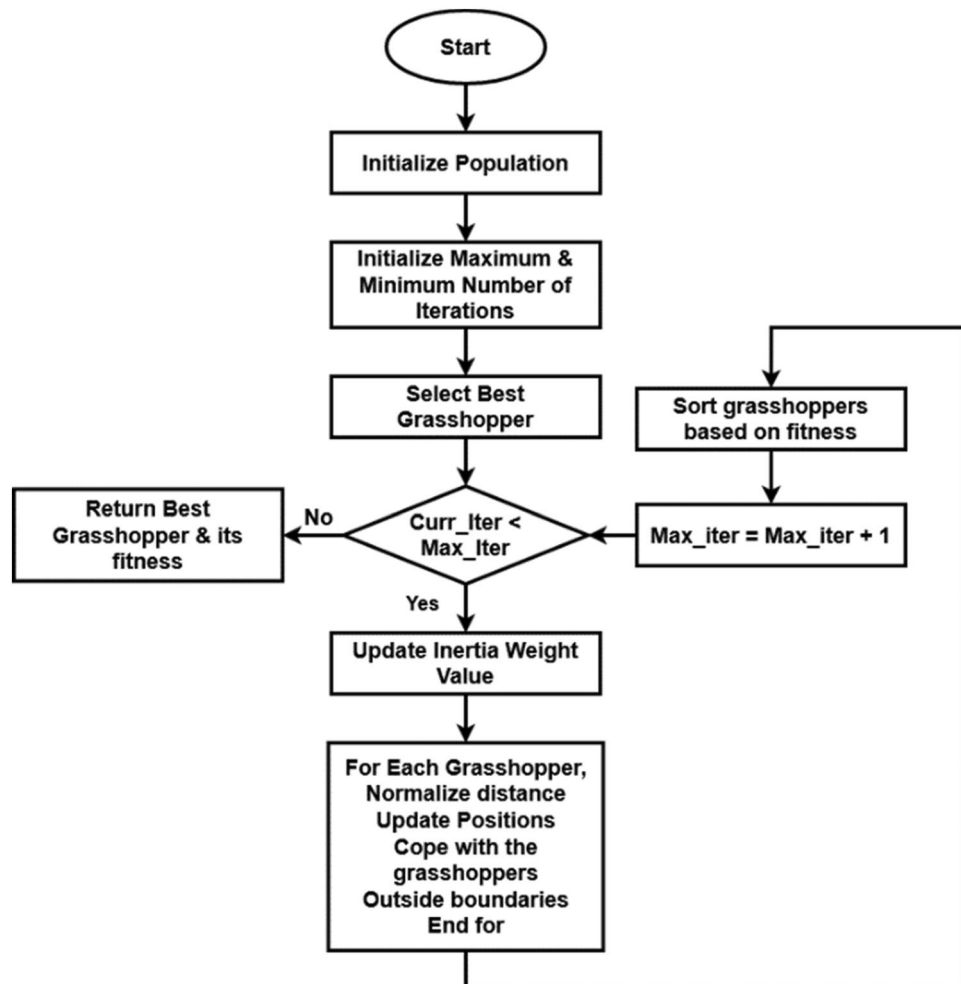 Start
Initialize Population
Initialize Maximum &
Minimum Number of
Iterations
Select Best
Grasshopper
Sort grasshoppers
based on fitness
Return Best
Grasshopper & its
fitness
No
Curr_Iter <
Max_Iter
Max_iter = Max_iter + 1
Yes
Update Inertia Weight
Value
For Each Grasshopper,
Normalize distance
Update Positions
Cope with the
grasshoppers
Outside boundaries
End for